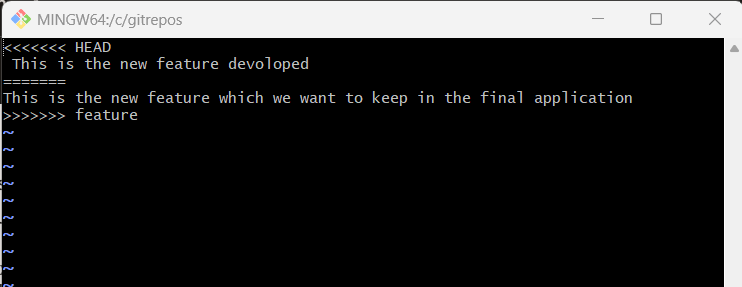 MINGW64:/c/gitrepos
<<<<<<< HEAD
 This is the new feature devoloped
=======
This is the new feature which we want to keep in the final application
>>>>>>> feature
~
~
~
~
~
~
~
~
~